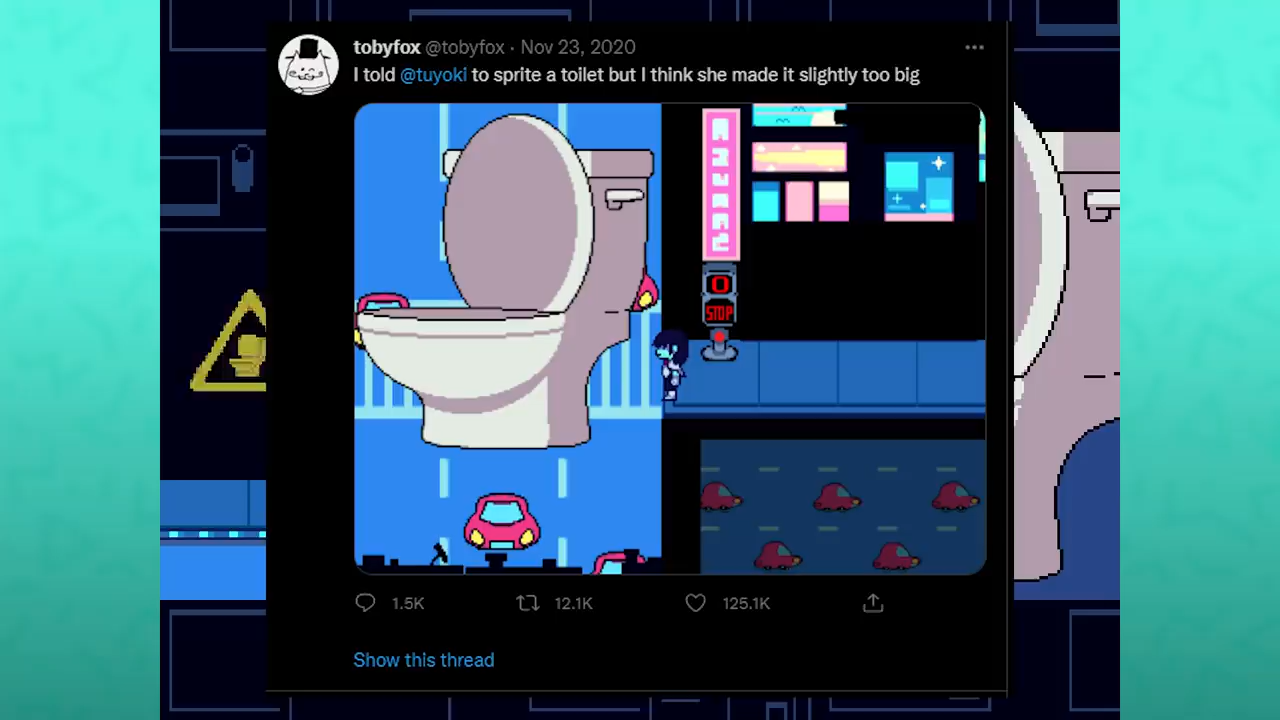 tobyfox @tobyfox · Nov 23, 2020
I told @tuyoki to sprite a toilet but I think she made it slightly too big
0
STOP
1.5K 12.1K 125.1K
Show this thread